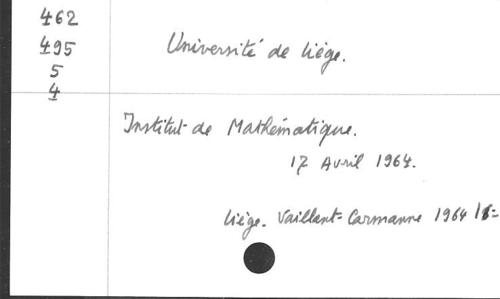 462
495
5
4
Université de Liège.
Institut de Mathématique.
17 Avril 1964.
Liège. Vaillant-Carmanne 1964